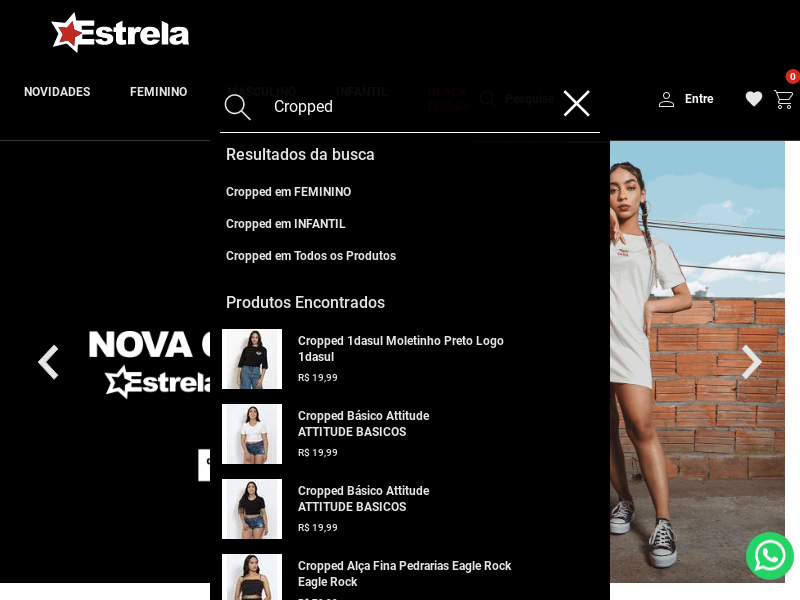 Estrela
NOVIDADES
FEMININO
MASCULINO
INFANTIL
BLACK
FRIDAY
Pesquise
Entre
0
Cropped
Resultados da busca
Cropped em FEMININO
Cropped em INFANTIL
Cropped em Todos os Produtos
Produtos Encontrados
Cropped 1dasul Moletinho Preto Logo
1dasul
R$ 19,99
Cropped Básico Attitude
ATTITUDE BASICOS
R$ 19,99
Cropped Básico Attitude
ATTITUDE BASICOS
R$ 19,99
Cropped Alça Fina Pedrarias Eagle Rock
Eagle Rock
NOVA
Estrela